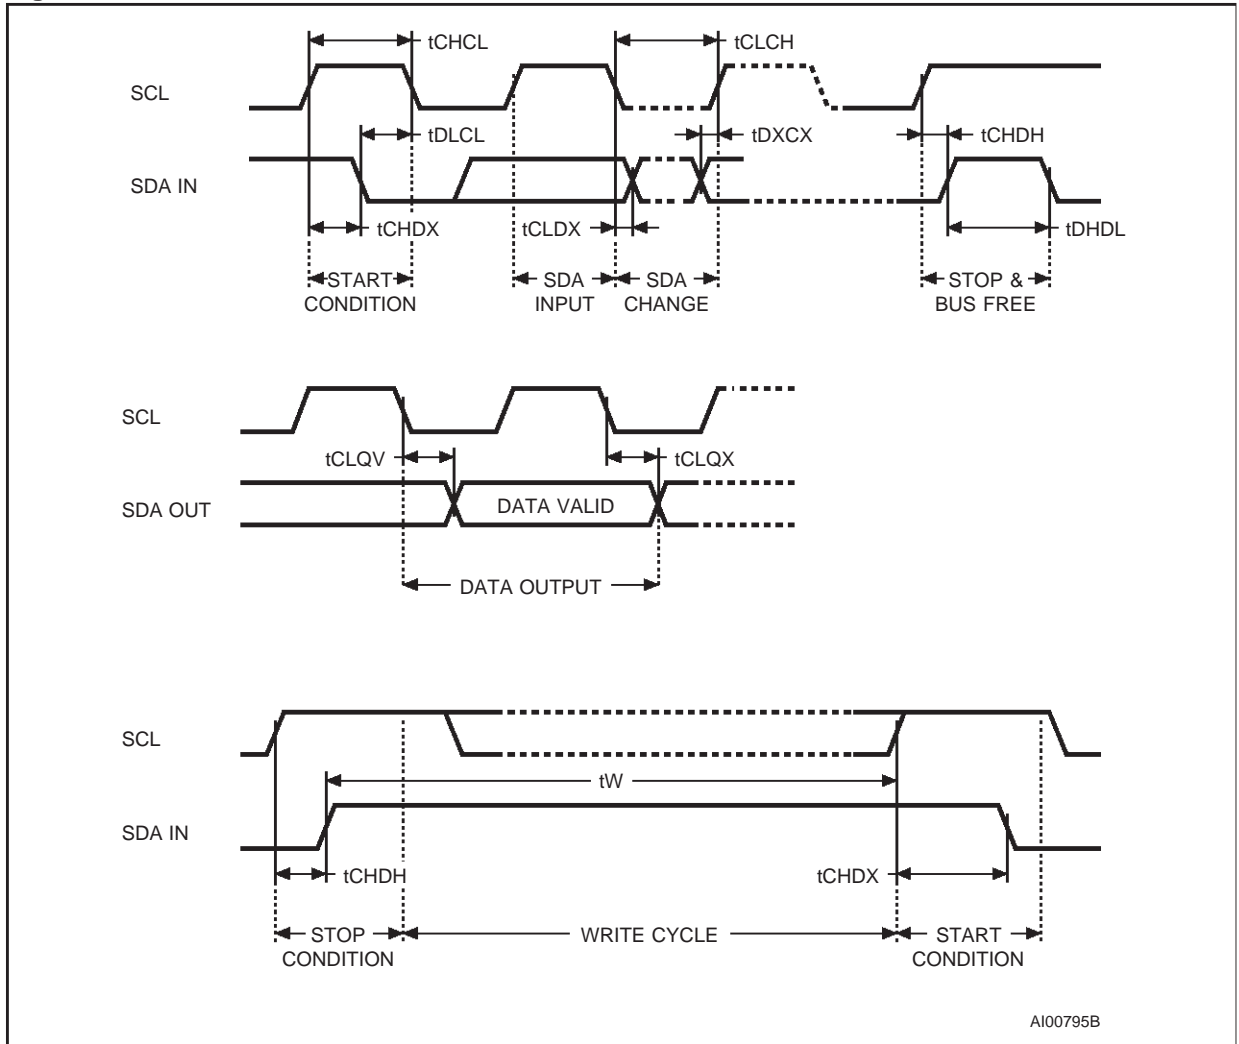 tCHCL
tCLCH
SCL
tDLCL
tDXCX
tCHDH
SDA IN
tCHDX
tCLDX
tDHDL
START
CONDITION
SDA
INPUT
SDA
CHANGE
STOP &
BUS FREE
SCL
tCLQV
tCLQX
SDA OUT
DATA VALID
DATA OUTPUT
SCL
tW
SDA IN
tCHDH
tCHDX
STOP
CONDITION
WRITE CYCLE
START
CONDITION
AI00795B